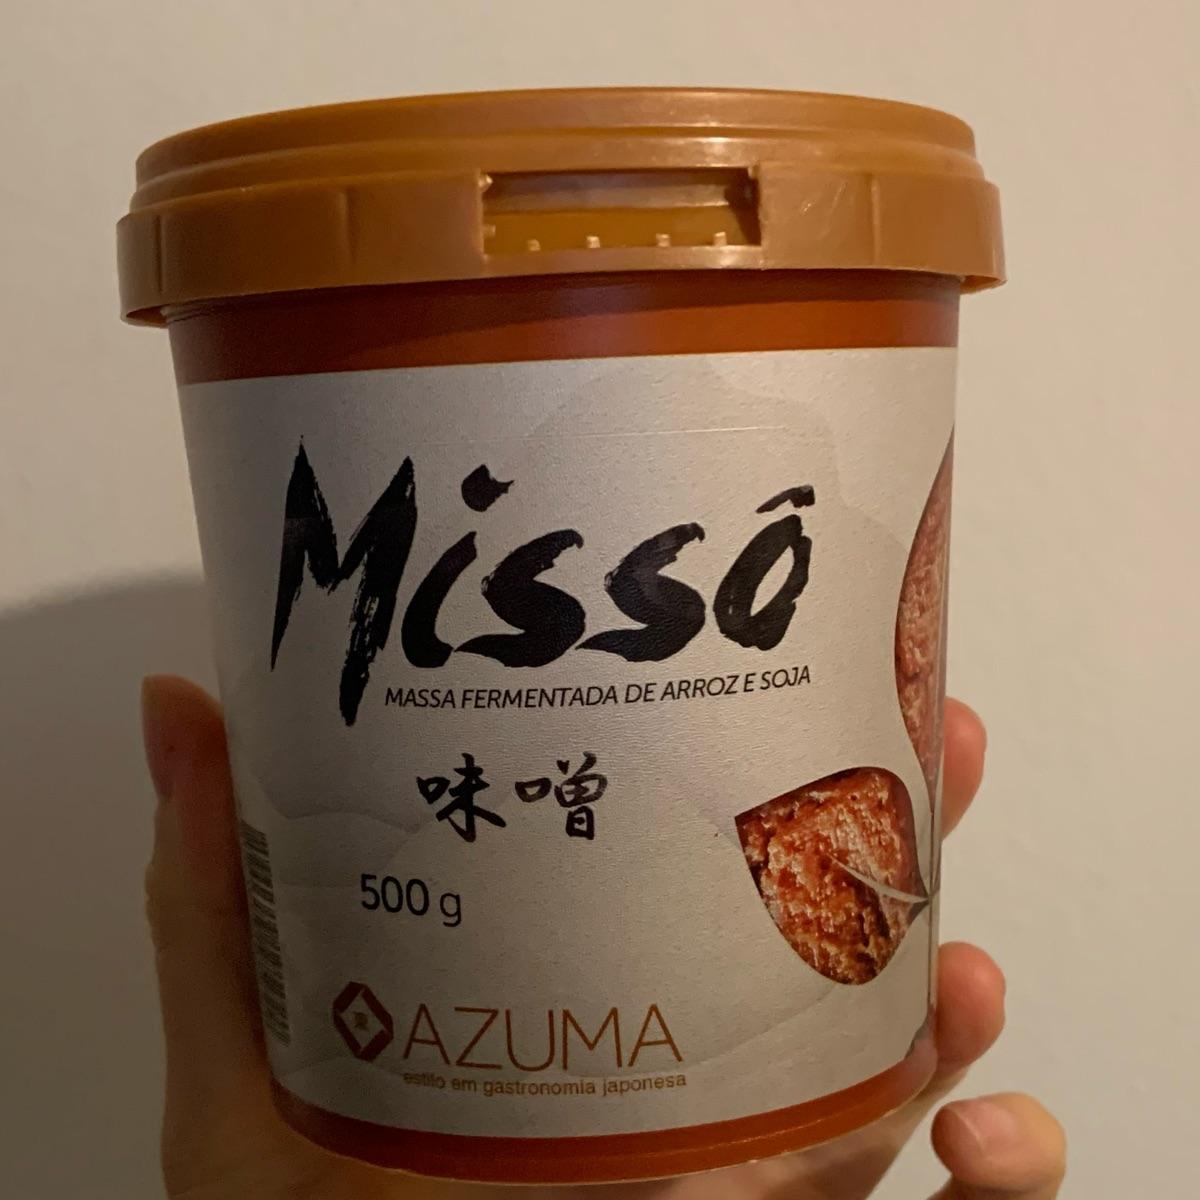 Missô
MASSA FERMENTADA DE ARROZ E SOJA
味噌
500 g
AZUMA
estilo em gastronomia japonesa